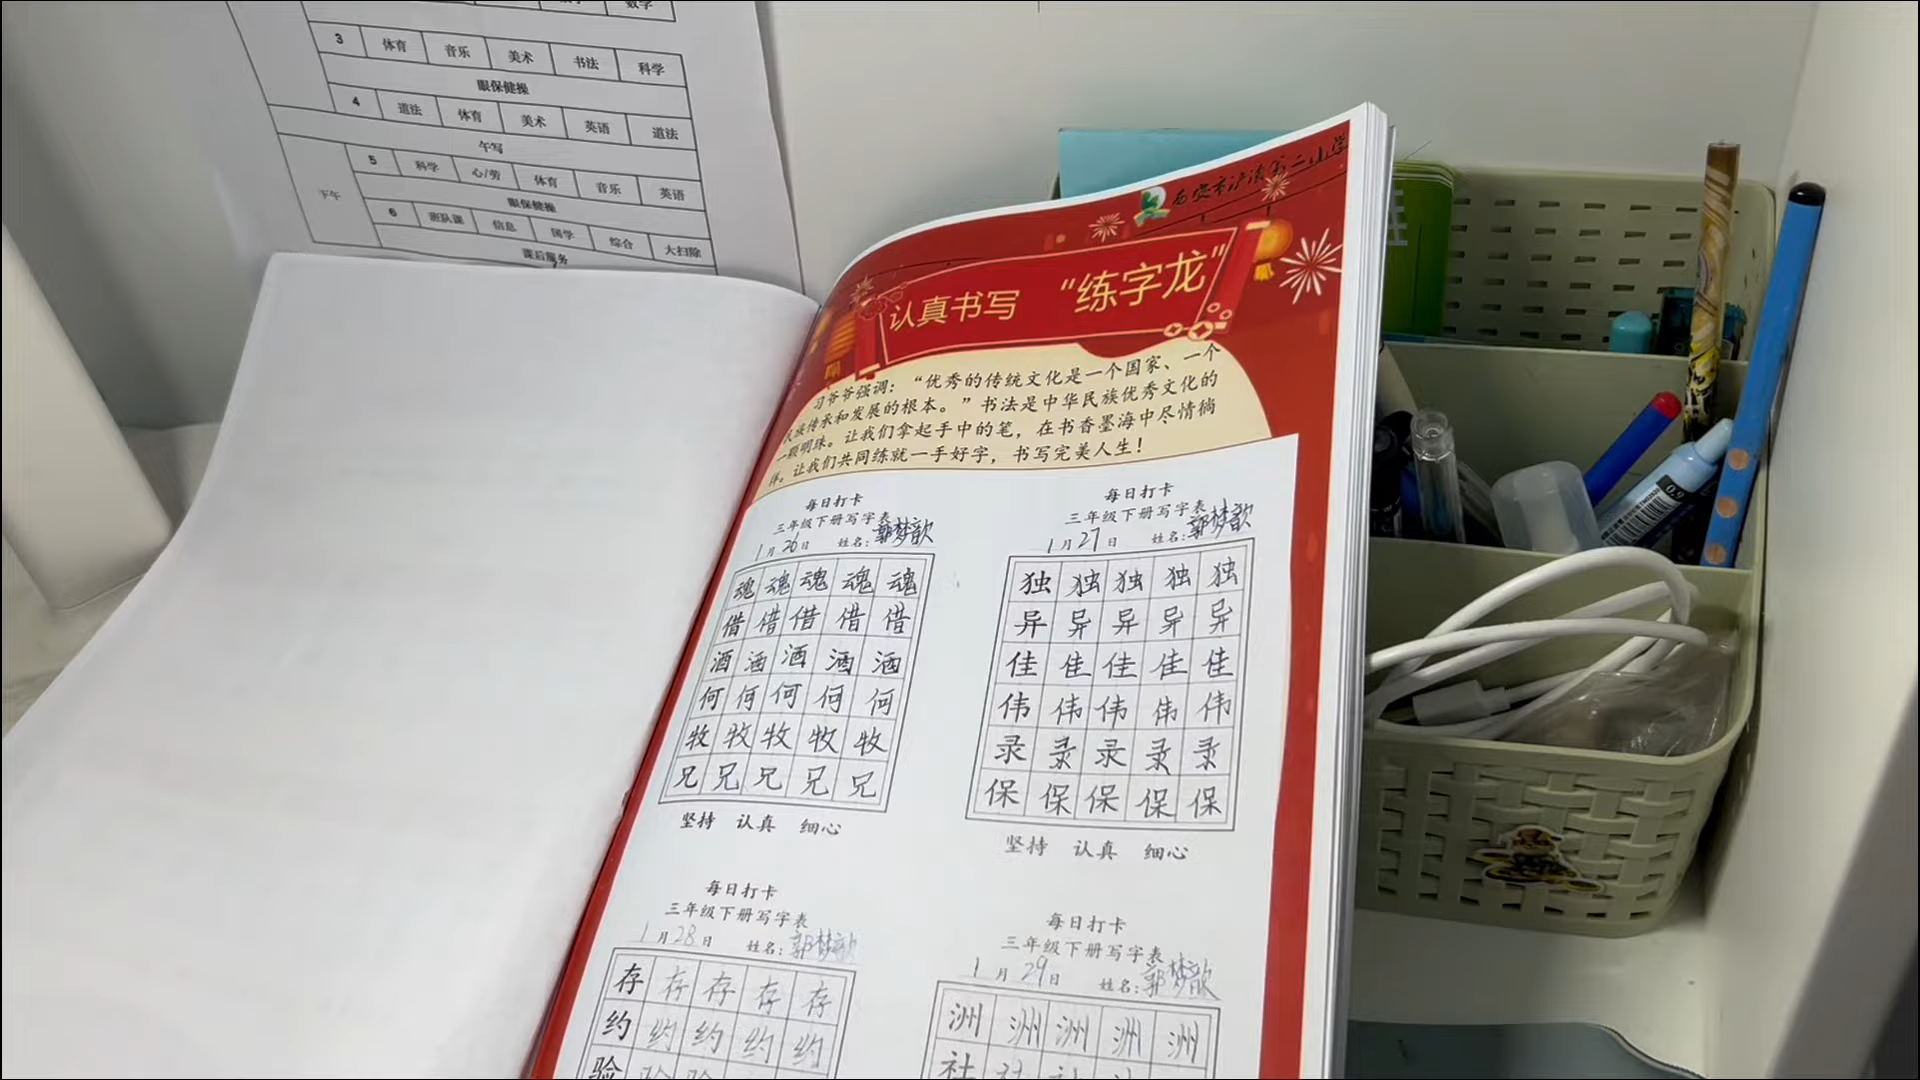 数学
3 体育 音乐 美术 书法 科学
眼保健操
4 道法 体育 美术 英语 道法
午写
下午
5 科学 心/劳 体育 音乐 英语
眼保健操
6 班队课 信息 国学 综合 大扫除
课后服务
认真书写 “练字龙”
习爷爷强调：“优秀的传统文化是一个国家、一个
民族传承和发展的根本。”书法是中华民族优秀文化的
一颗明珠。让我们拿起手中的笔，在书香墨海中尽情徜
徉。让我们共同练就一手好字，书写完美人生！
每日打卡
三年级下册写字表
1月26日 姓名：郭梦歆
魂 魂 魂 魂 魂
借 借 借 借 借
酒 酒 酒 酒 酒
何 何 何 何 何
牧 牧 牧 牧 牧
兄 兄 兄 兄 兄
坚持 认真 细心
每日打卡
三年级下册写字表
1月27日 姓名：郭梦歆
独 独 独 独 独
异 异 异 异 异
佳 佳 佳 佳 佳
伟 伟 伟 伟 伟
录 录 录 录 录
保 保 保 保 保
坚持 认真 细心
每日打卡
三年级下册写字表
1月28日 姓名：郭梦歆
存 存 存 存 存
约 约 约 约 约
验 验 验
每日打卡
三年级下册写字表
1月29日 姓名：郭梦歆
洲 洲 洲 洲 洲
社 社 社
0.9